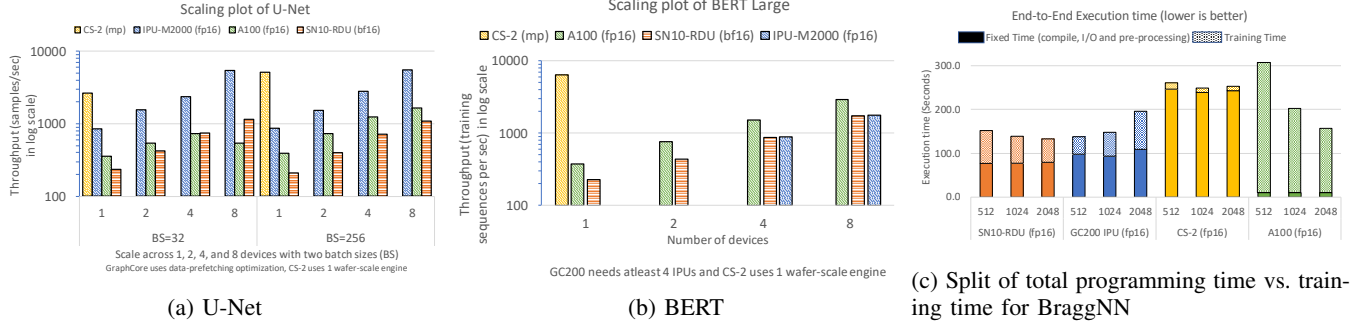 Scaling plot of U-Net
CS-2 (mp) IPU-M2000 (fp16) A100 (fp16) SN10-RDU (bf16)
Throughput (samples/sec)
in log scale)
10000
1000
100
1 2 4 8 1 2 4 8
BS=32 BS=256
Scale across 1, 2, 4, and 8 devices with two batch sizes (BS)
GraphCore uses data-prefetching optimization, CS-2 uses 1 wafer-scale engine
(a) U-Net
Scaling plot of BERT Large
CS-2 (mp) A100 (fp16) SN10-RDU (bf16) IPU-M2000 (fp16)
Throughput (training
sequences per sec) in log scale
10000
1000
100
1 2 4 8
Number of devices
GC200 needs atleast 4 IPUs and CS-2 uses 1 wafer-scale engine
(b) BERT
End-to-End Execution time (lower is better)
Fixed Time (compile, I/O and pre-processing) Training Time
Execution time (Seconds)
300.0
200.0
100.0
0.0
512 1024 2048 512 1024 2048 512 1024 2048 512 1024 2048
SN10-RDU (fp16) GC200 IPU (fp16) CS-2 (fp16) A100 (fp16)
(c) Split of total programming time vs. train-
ing time for BraggNN